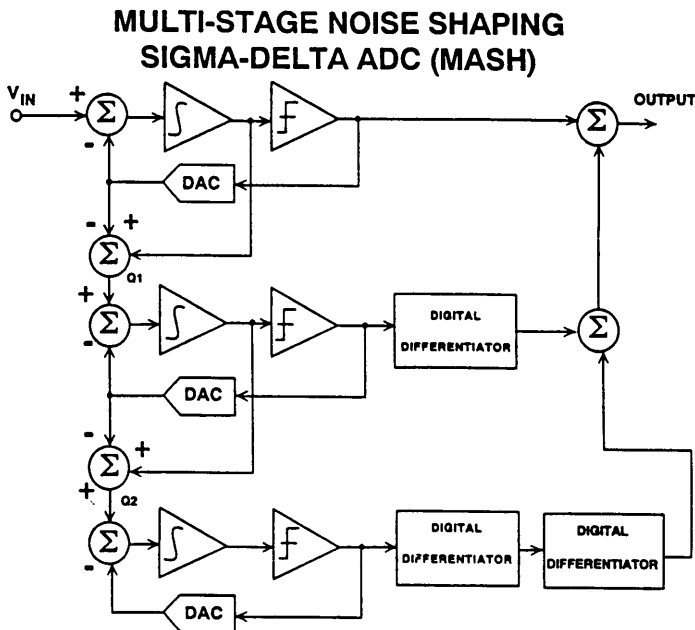 MULTI-STAGE NOISE SHAPING
SIGMA-DELTA ADC (MASH)
VIN
+
Σ
-
∫
DAC
Σ
OUTPUT
-
+
Σ
Q1
+
Σ
-
∫
DAC
DIGITAL
DIFFERENTIATOR
Σ
-
+
Σ
Q2
+
Σ
-
∫
DAC
DIGITAL
DIFFERENTIATOR
DIGITAL
DIFFERENTIATOR